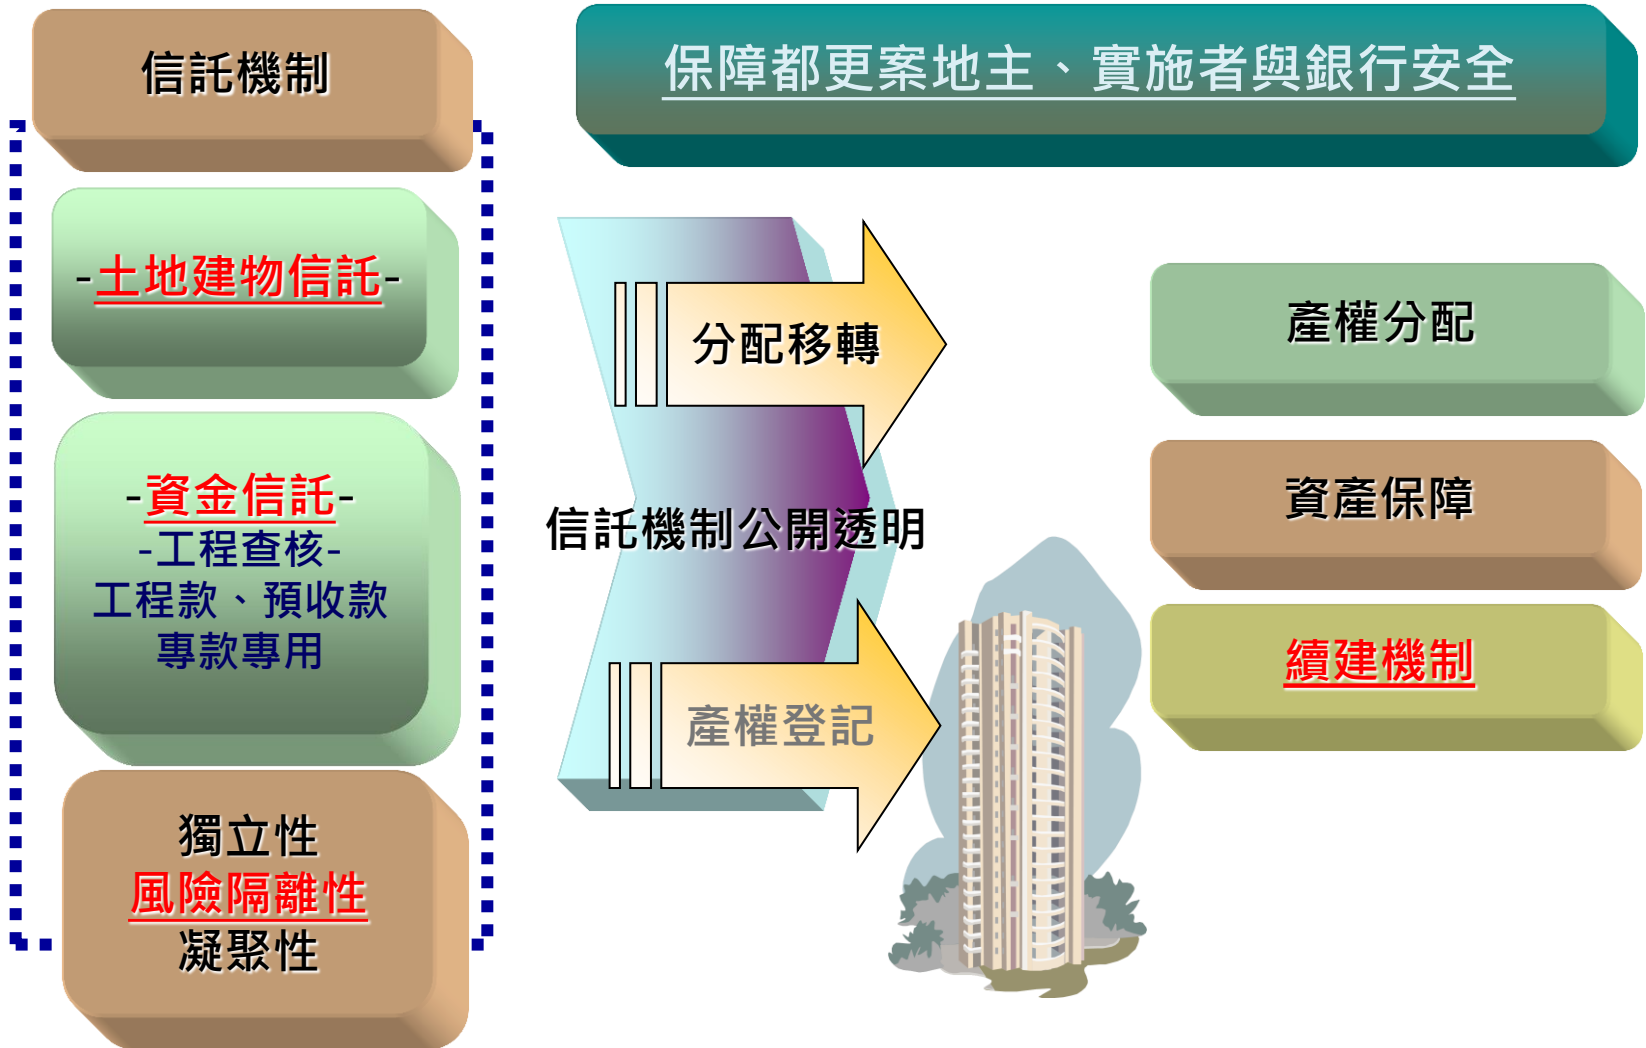 信託機制
保障都更案地主、實施者與銀行安全
-土地建物信託-
-資金信託-
-工程查核-
工程款、預收款
專款專用
獨立性
風險隔離性
凝聚性
分配移轉
信託機制公開透明
產權登記
產權分配
資產保障
續建機制